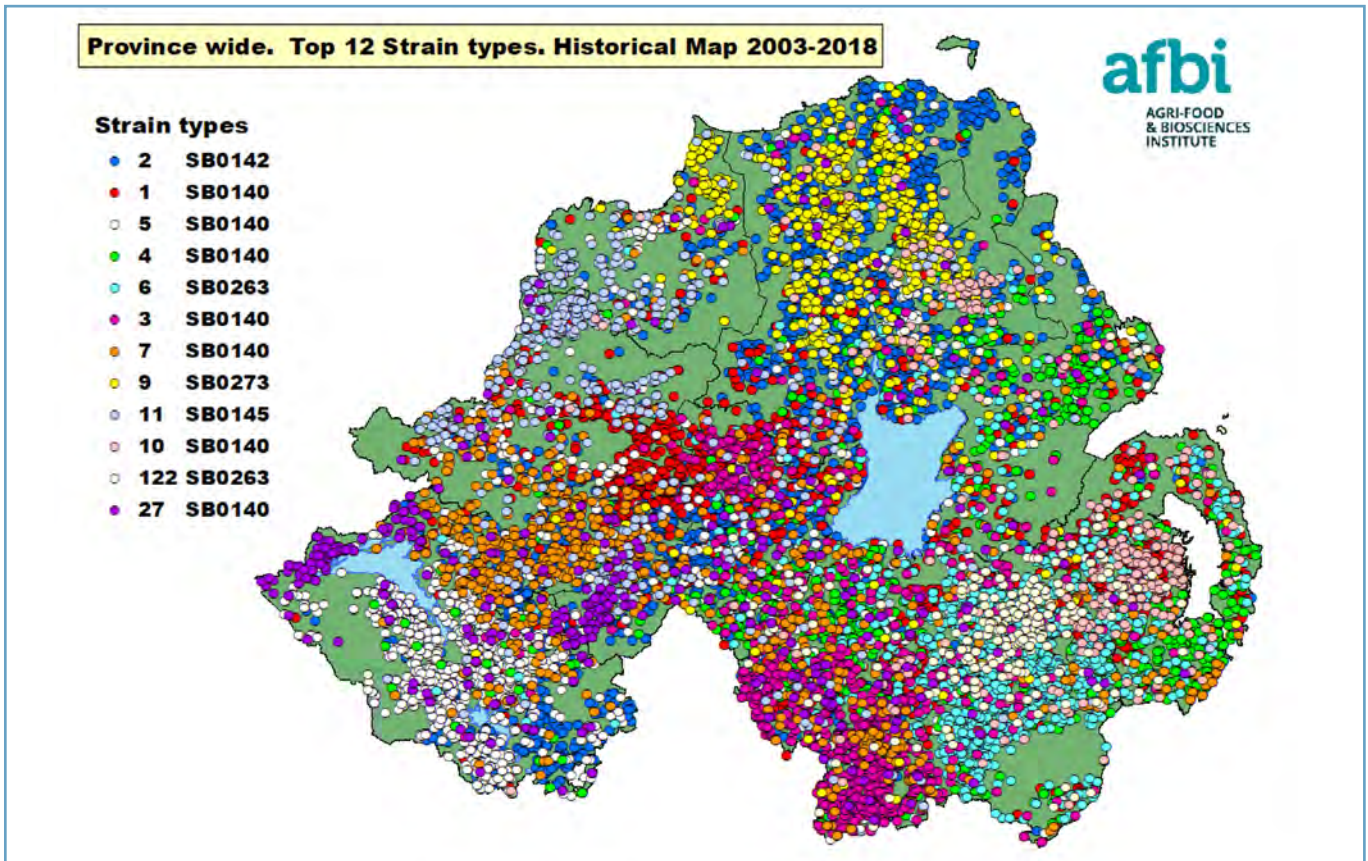 Province wide. Top 12 Strain types. Historical Map 2003-2018
afbi
AGRI-FOOD
& BIOSCIENCES
INSTITUTE
Strain types
2 SB0142
1 SB0140
5 SB0140
4 SB0140
6 SB0263
3 SB0140
7 SB0140
9 SB0273
11 SB0145
10 SB0140
122 SB0263
27 SB0140